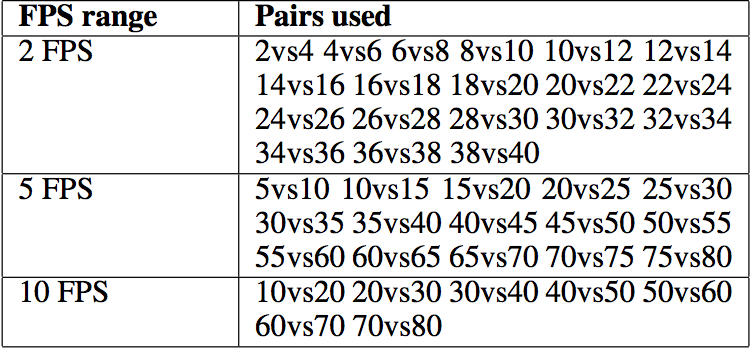 FPS range Pairs used
2 FPS 2vs4 4vs6 6vs8 8vs10 10vs12 12vs14
14vs16 16vs18 18vs20 20vs22 22vs24
24vs26 26vs28 28vs30 30vs32 32vs34
34vs36 36vs38 38vs40
5 FPS 5vs10 10vs15 15vs20 20vs25 25vs30
30vs35 35vs40 40vs45 45vs50 50vs55
55vs60 60vs65 65vs70 70vs75 75vs80
10 FPS 10vs20 20vs30 30vs40 40vs50 50vs60
60vs70 70vs80